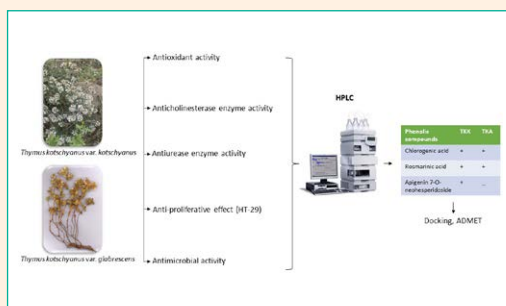 Antioxidant activity
Anticholinesterase enzyme activity
Antiurease enzyme activity
Anti-proliferative effect (HT-29)
Antimicrobial activity
Thymus kotschyanus var. kotschyanus
Thymus kotschyanus var. glabrescens
HPLC
Phenolic compounds TKK TKA
Chlorogenic acid + +
Rosmarinic acid + +
Apigenin 7-O-neohesperidoside + _
Docking, ADMET